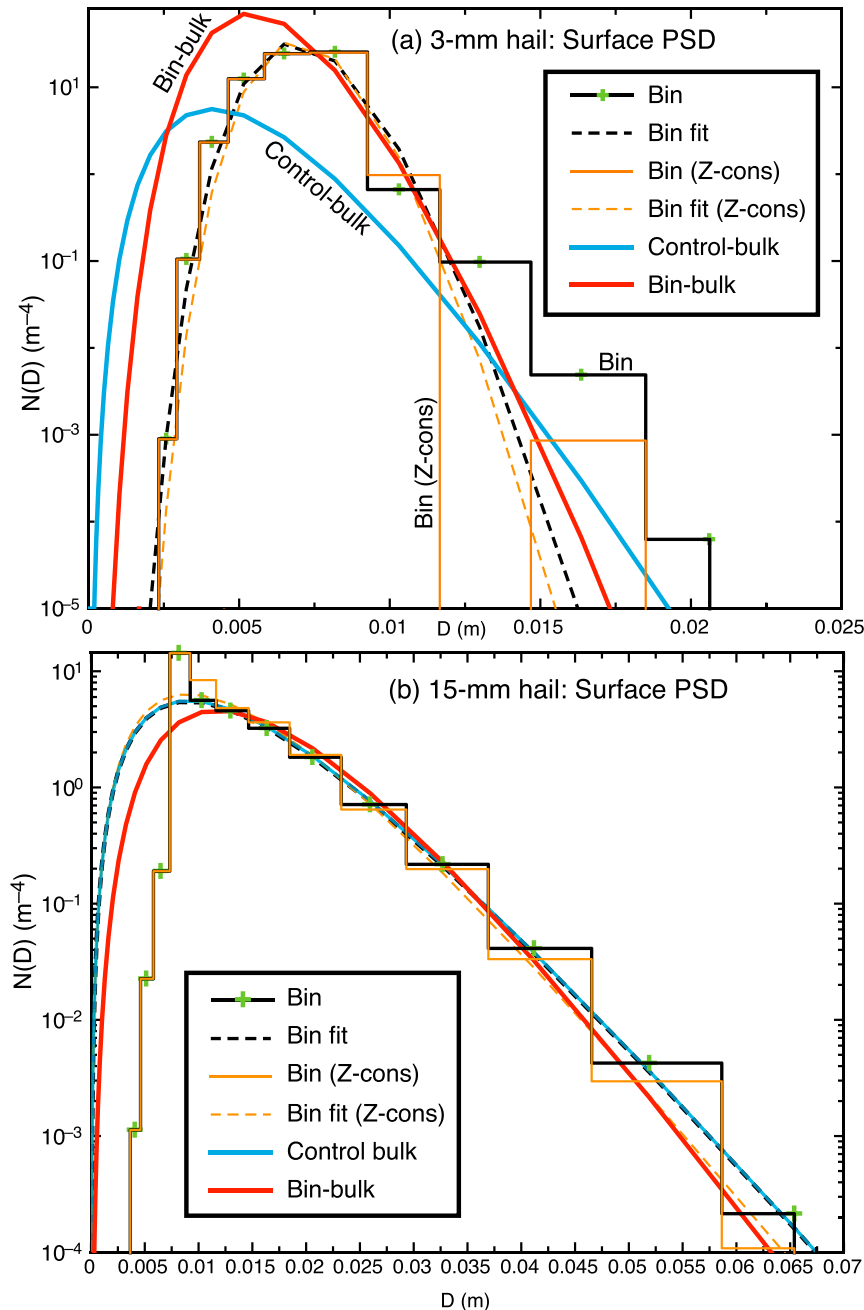 (a) 3-mm hail: Surface PSD
Bin-bulk
Control-bulk
Bin
Bin fit
Bin (Z-cons)
Bin fit (Z-cons)
Control-bulk
Bin-bulk
Bin
Bin (Z-cons)
N(D) (m–4)
10¹
10–1
10–3
10–5
0 0.005 0.01 0.015 0.02 0.025
D (m)
(b) 15-mm hail: Surface PSD
N(D) (m–4)
10¹
10⁰
10–1
10–2
10–3
10–4
Bin
Bin fit
Bin (Z-cons)
Bin fit (Z-cons)
Control bulk
Bin-bulk
0 0.005 0.01 0.015 0.02 0.025 0.03 0.035 0.04 0.045 0.05 0.055 0.06 0.065 0.07
D (m)